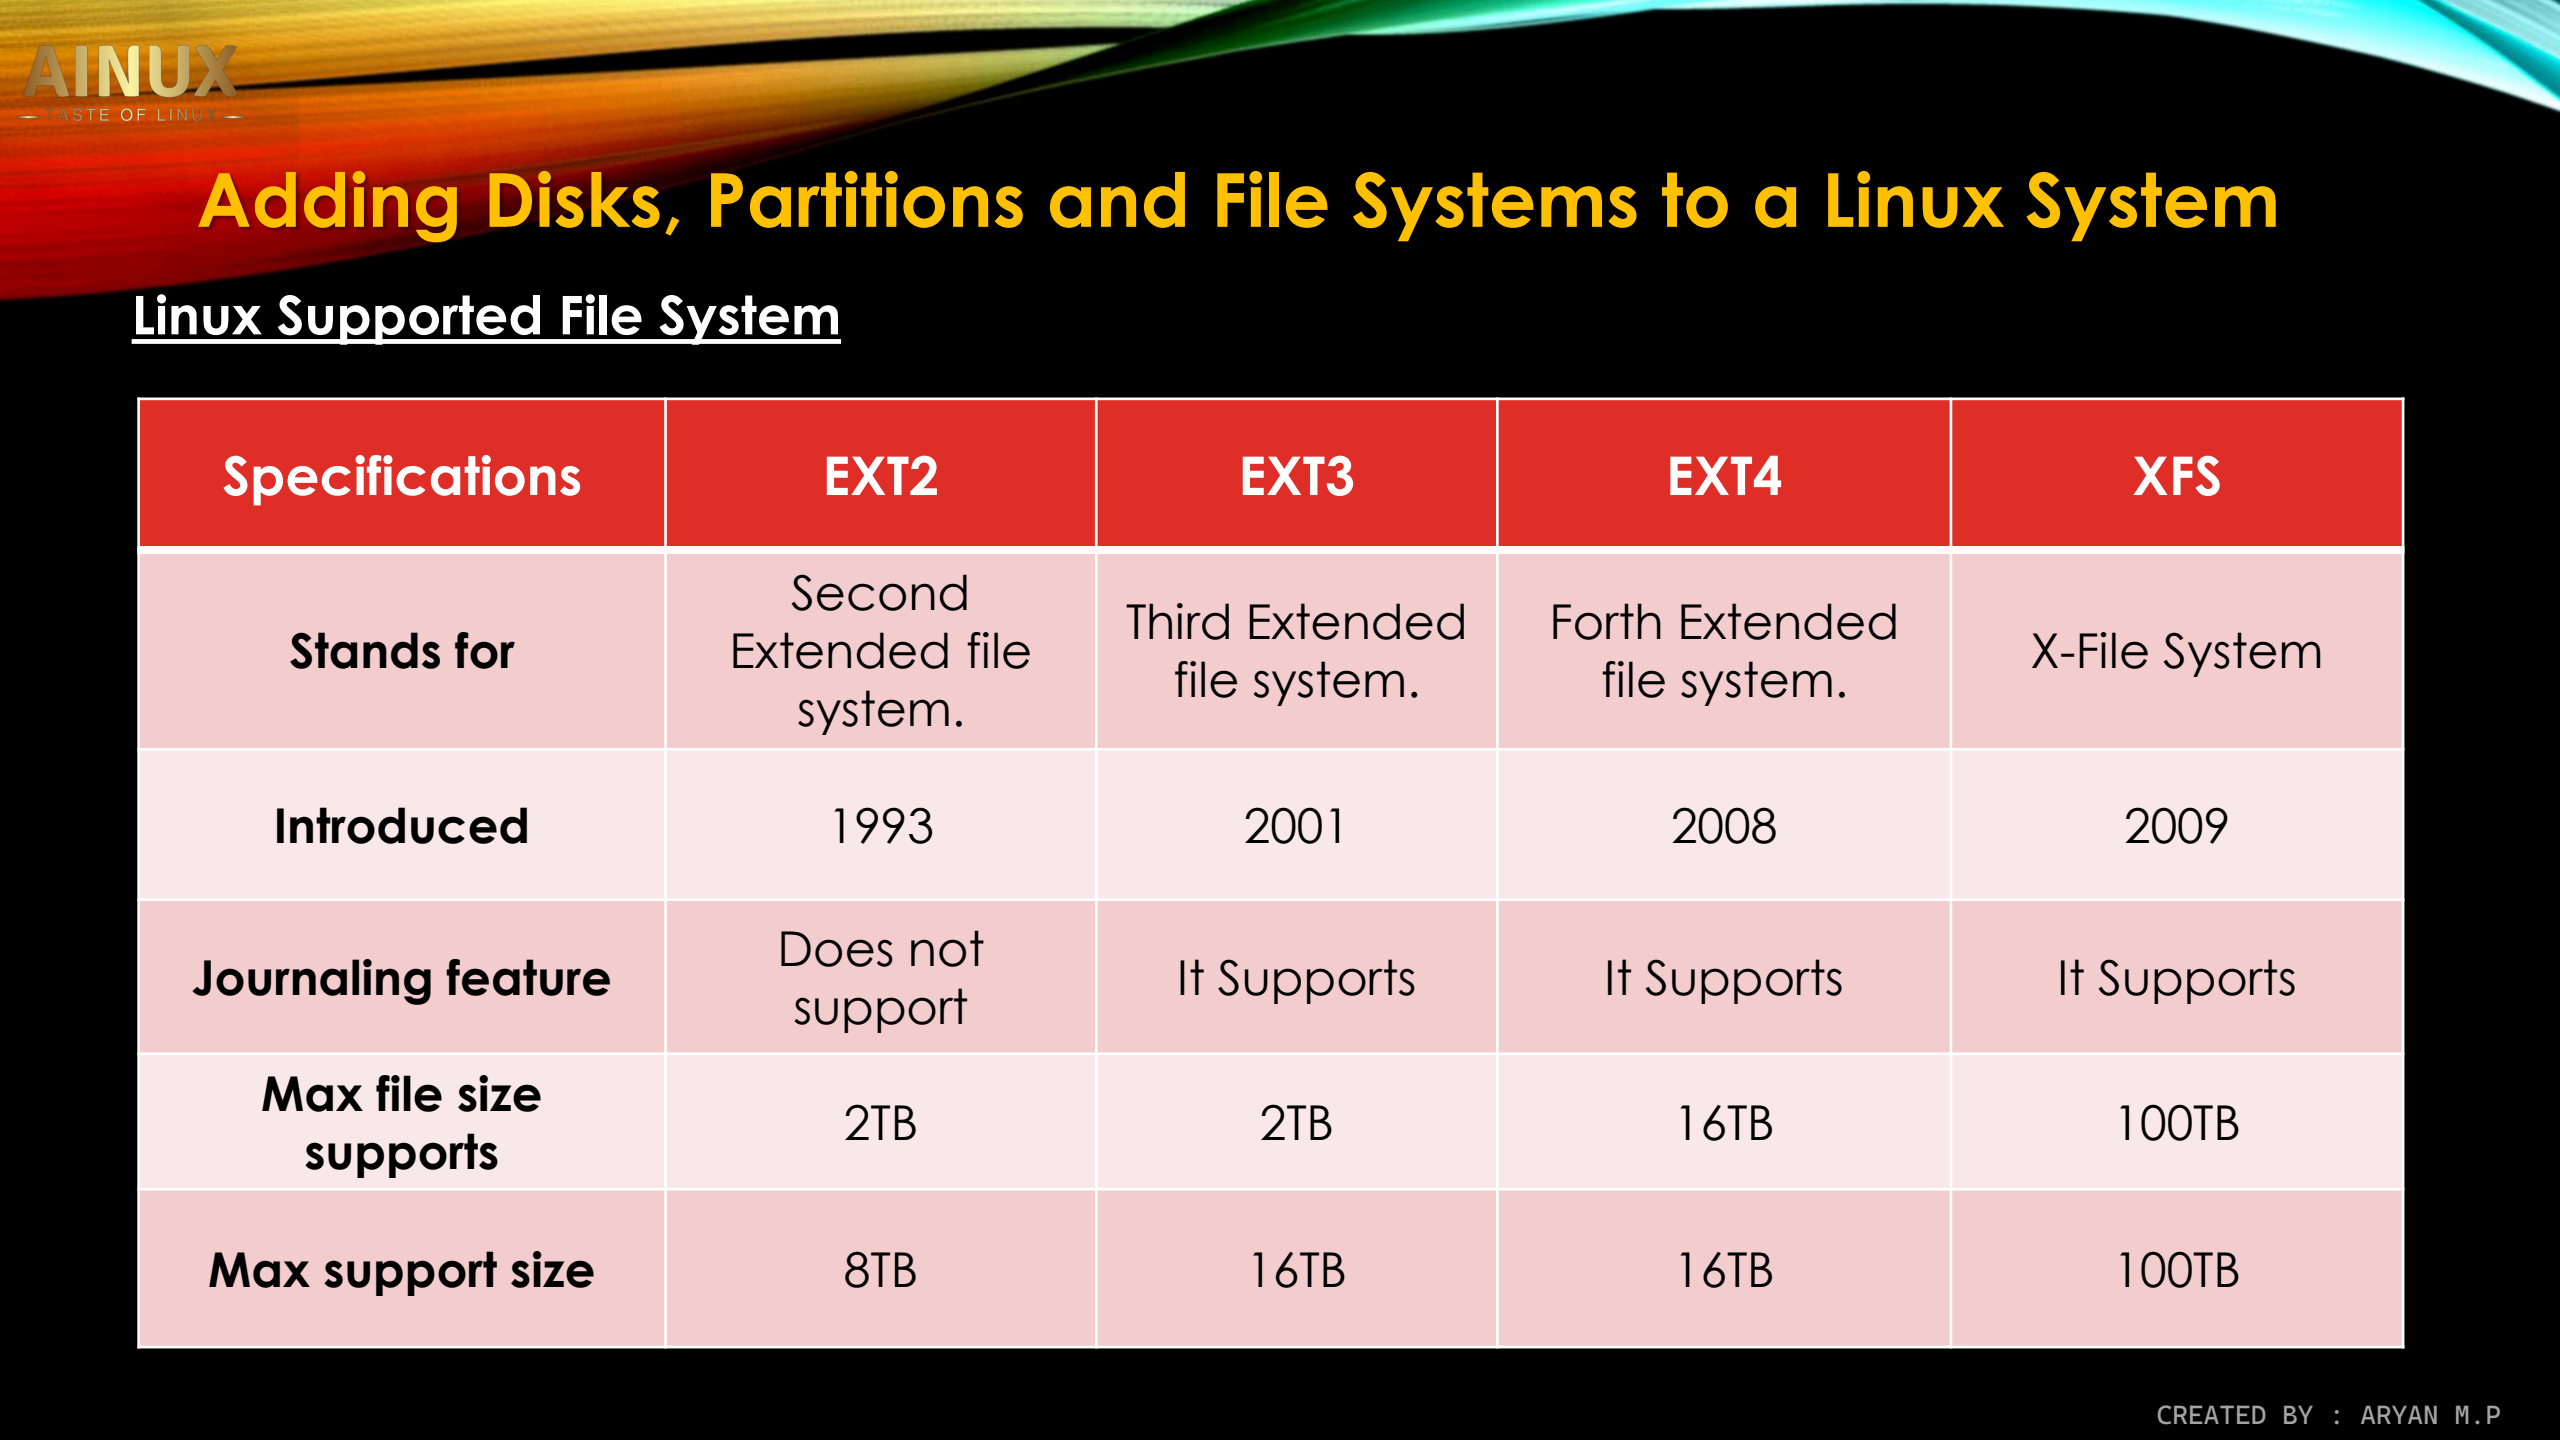 AINUX
TASTE OF LINUX
Adding Disks, Partitions and File Systems to a Linux System
Linux Supported File System
Specifications EXT2 EXT3 EXT4 XFS
Stands for
Second
Extended file
system.
Third Extended
file system.
Forth Extended
file system.
X-File System
Introduced 1993 2001 2008 2009
Journaling feature
Does not
support
It Supports
It Supports
It Supports
Max file size
supports
2TB
2TB
16TB
100TB
Max support size 8TB 16TB 16TB 100TB
CREATED BY : ARYAN M.P